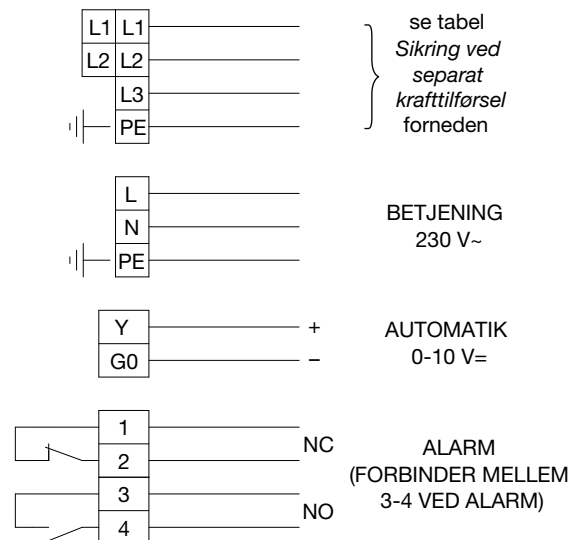 L1 L1
L2 L2
L3
PE
se tabel
Sikring ved
separat
krafttilførsel
forneden
L
N
PE
BETJENING
230 V~
Y +
G0 −
AUTOMATIK
0-10 V=
1
2
NC
3
4
NO
ALARM
(FORBINDER MELLEM
3-4 VED ALARM)